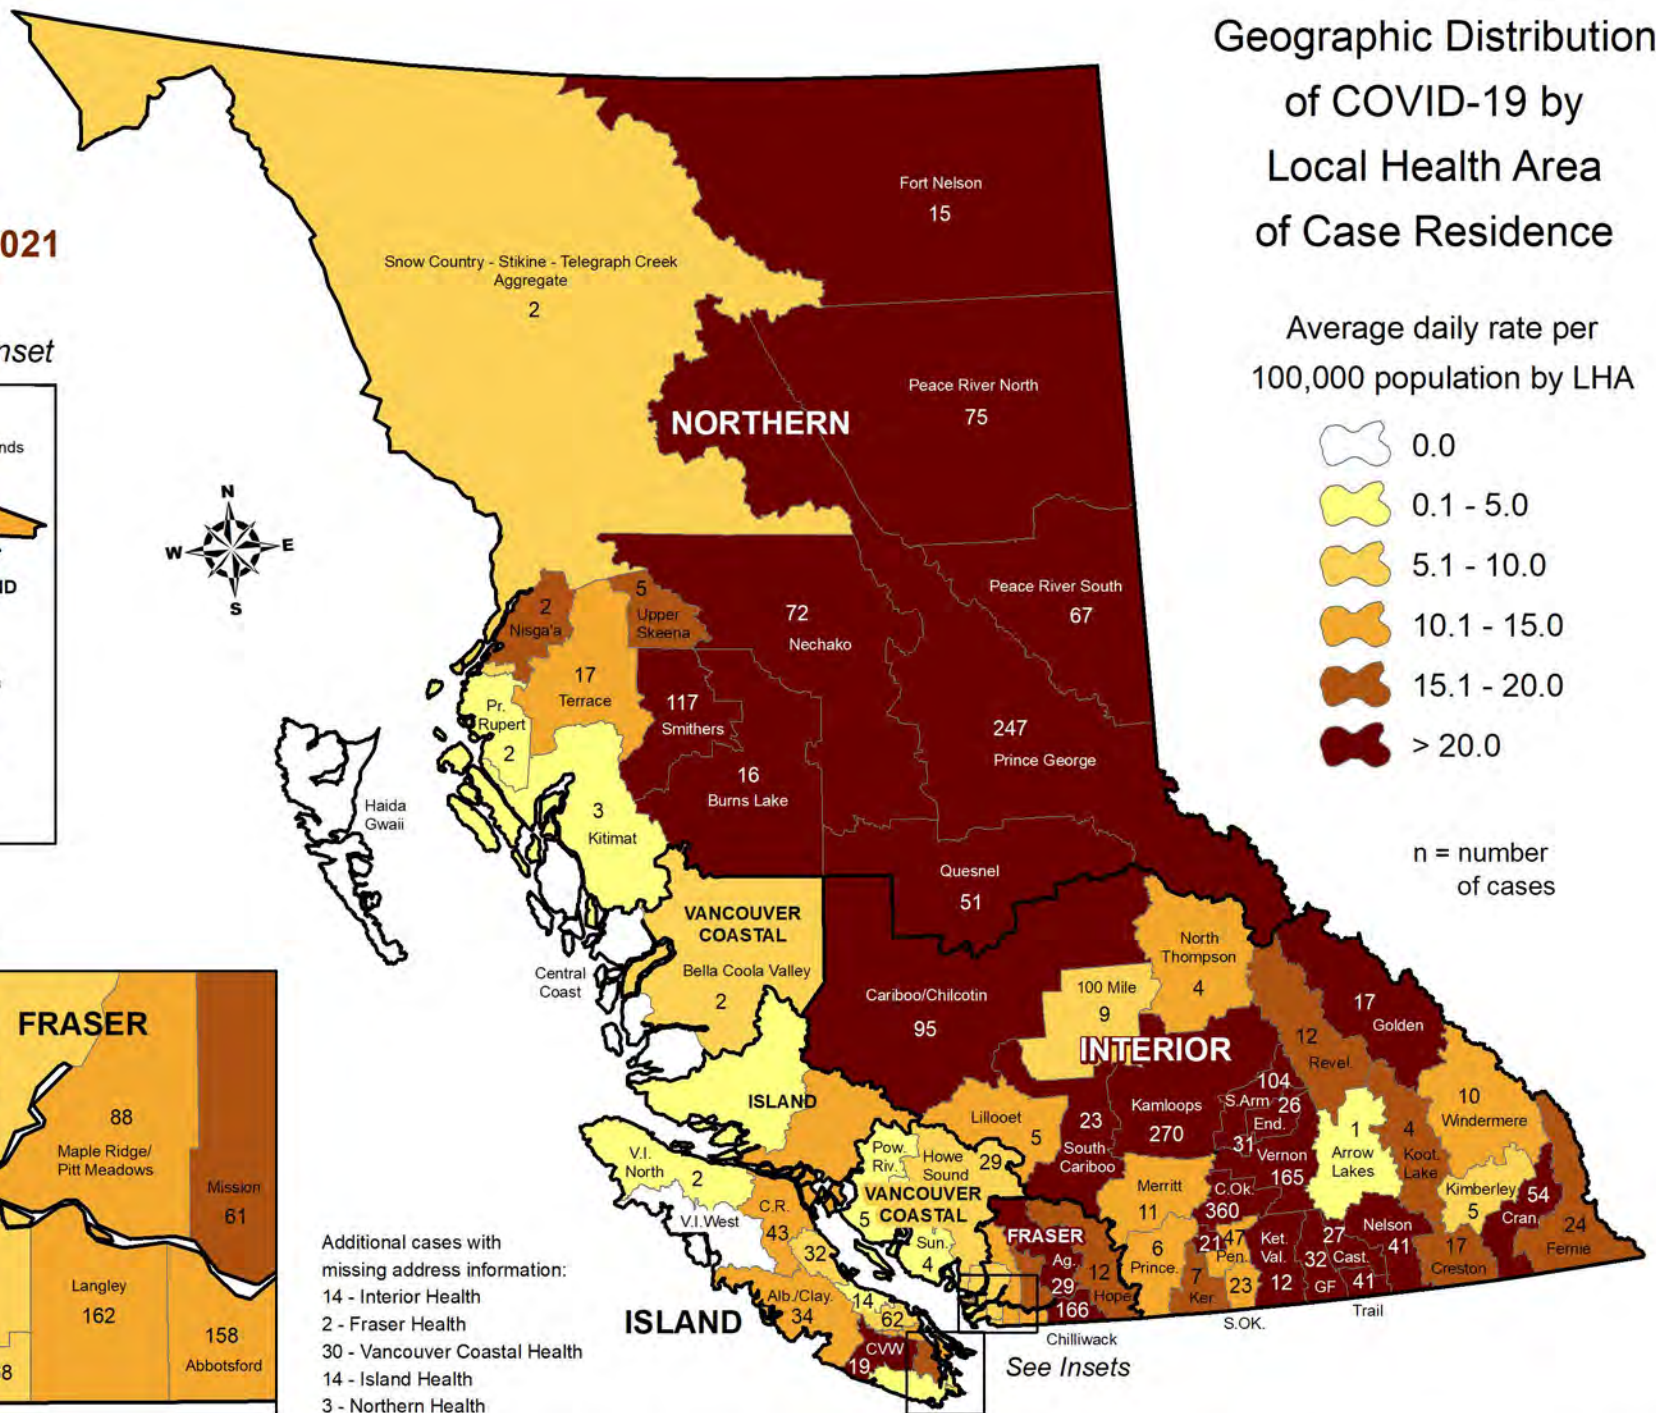 Geographic Distribution
of COVID-19 by
Local Health Area
of Case Residence
Average daily rate per
100,000 population by LHA
0.0
0.1 - 5.0
5.1 - 10.0
10.1 - 15.0
15.1 - 20.0
> 20.0
n = number
of cases
021
nset
nds
ND
N
W
E
S
Fort Nelson
15
Snow Country - Stikine - Telegraph Creek
Aggregate
2
Peace River North
75
NORTHERN
Peace River South
67
2
Nisga'a
5
Upper
Skeena
72
Nechako
17
Terrace
Pr.
Rupert
2
117
Smithers
247
Prince George
16
Burns Lake
3
Kitimat
Haida
Gwaii
Quesnel
51
VANCOUVER
COASTAL
Bella Coola Valley
2
Central
Coast
Cariboo/Chilcotin
95
North
Thompson
4
100 Mile
9
INTERIOR
17
Golden
12
Revel.
ISLAND
Lillooet
5
23
South
Cariboo
Kamloops
270
104
S.Arm
26
End.
31
Vernon
165
1
Arrow
Lakes
4
Koot.
Lake
10
Windermere
Kimberley
5
54
Cran.
24
Fernie
V.I.
North
2
V.I.West
C.R.
43
32
Pow.
Riv.
5
Howe
Sound
29
VANCOUVER
COASTAL
Sun.
4
FRASER
Ag.
29
166
Chilliwack
12
Hope
Merritt
11
6
Prince.
C.Ok.
360
21
47
Pen.
7
Ker.
23
S.OK.
Ket.
Val.
12
27
Cast.
32
GF
Nelson
41
41
Trail
17
Creston
Alb./Clay.
34
14
62
CVW
19
ISLAND
See Insets
FRASER
88
Maple Ridge/
Pitt Meadows
Mission
61
Langley
162
158
Abbotsford
8
Additional cases with
missing address information:
14 - Interior Health
2 - Fraser Health
30 - Vancouver Coastal Health
14 - Island Health
3 - Northern Health